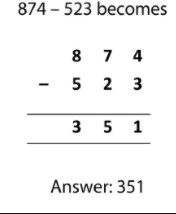 874 – 523 becomes
8 7 4
– 5 2 3
3 5 1
Answer: 351